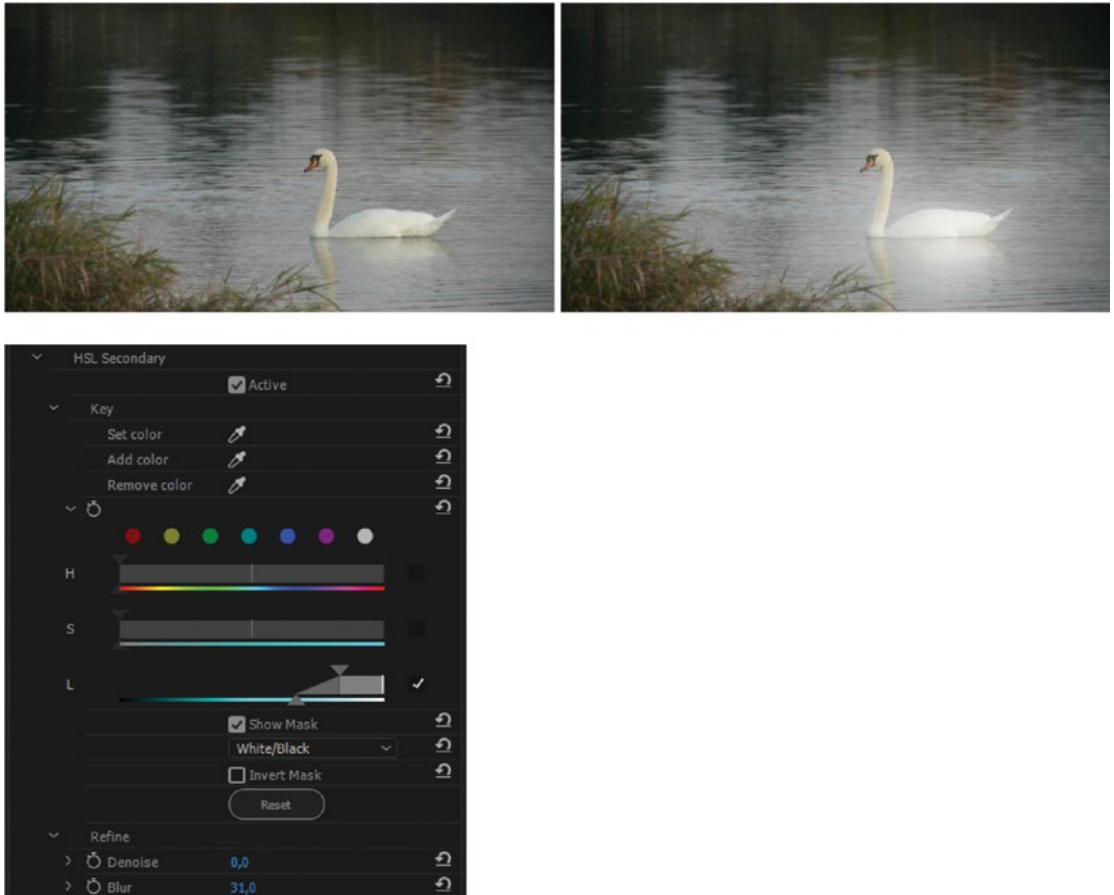 HSL Secondary
Active
Key
Set color
Add color
Remove color
H
S
L
Show Mask
White/Black
Invert Mask
Reset
Refine
Denoise 0,0
Blur 31,0